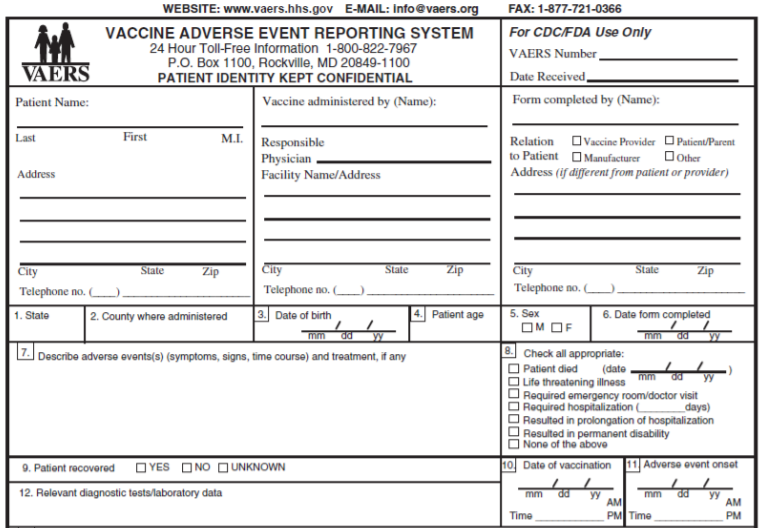 WEBSITE: www.vaers.hhs.gov E-MAIL: info@vaers.org FAX: 1-877-721-0366
VAERS
VACCINE ADVERSE EVENT REPORTING SYSTEM
24 Hour Toll-Free Information 1-800-822-7967
P.O. Box 1100, Rockville, MD 20849-1100
PATIENT IDENTITY KEPT CONFIDENTIAL
For CDC/FDA Use Only
VAERS Number
Date Received
Patient Name:
Last First M.I.
Address
City State Zip
Telephone no. (____)
Vaccine administered by (Name):
Responsible
Physician
Facility Name/Address
City State Zip
Telephone no. (____)
Form completed by (Name):
Relation ☐ Vaccine Provider ☐ Patient/Parent
to Patient ☐ Manufacturer ☐ Other
Address (if different from patient or provider)
City State Zip
Telephone no. (____)
1. State
2. County where administered
3. Date of birth
/ /
mm dd yy
4. Patient age
5. Sex
☐ M ☐ F
6. Date form completed
/ /
mm dd yy
7. Describe adverse events(s) (symptoms, signs, time course) and treatment, if any
8. Check all appropriate:
☐ Patient died (date / / )
mm dd yy
☐ Life threatening illness
☐ Required emergency room/doctor visit
☐ Required hospitalization (________days)
☐ Resulted in prolongation of hospitalization
☐ Resulted in permanent disability
☐ None of the above
9. Patient recovered ☐ YES ☐ NO ☐ UNKNOWN
10. Date of vaccination
/ /
mm dd yy
AM
Time ____________ PM
11. Adverse event onset
/ /
mm dd yy
AM
Time ____________ PM
12. Relevant diagnostic tests/laboratory data